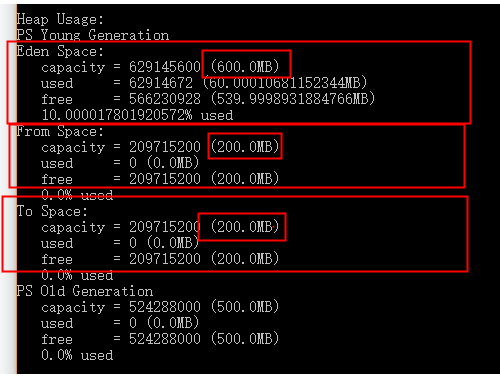 Heap Usage:
PS Young Generation
Eden Space:
   capacity = 629145600 (600.0MB)
   used     = 62914672 (60.00010681152344MB)
   free     = 566230928 (539.9998931884766MB)
   10.000017801920572% used
From Space:
   capacity = 209715200 (200.0MB)
   used     = 0 (0.0MB)
   free     = 209715200 (200.0MB)
   0.0% used
To Space:
   capacity = 209715200 (200.0MB)
   used     = 0 (0.0MB)
   free     = 209715200 (200.0MB)
   0.0% used
PS Old Generation
   capacity = 524288000 (500.0MB)
   used     = 0 (0.0MB)
   free     = 524288000 (500.0MB)
   0.0% used